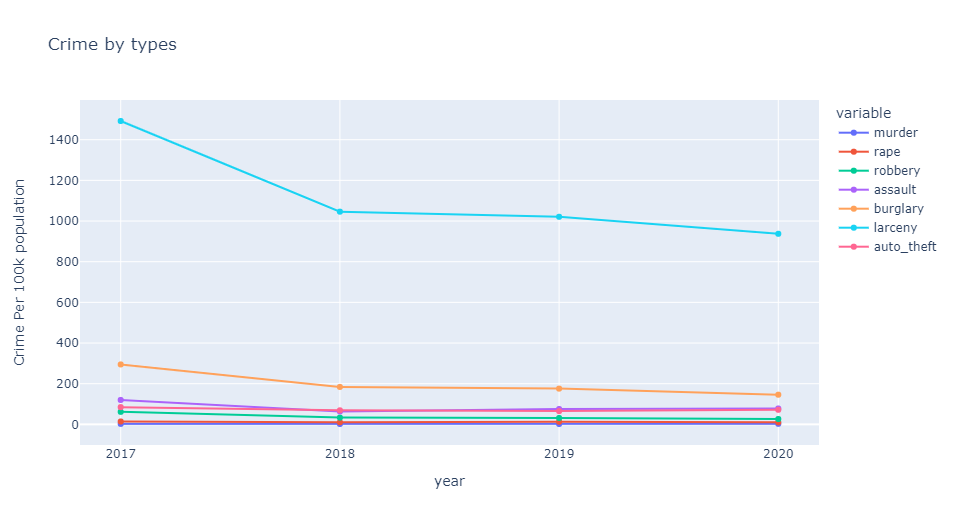 Crime by types
Crime Per 100k population
1400
1200
1000
800
600
400
200
0
2017
2018
2019
2020
year
variable
murder
rape
robbery
assault
burglary
larceny
auto_theft